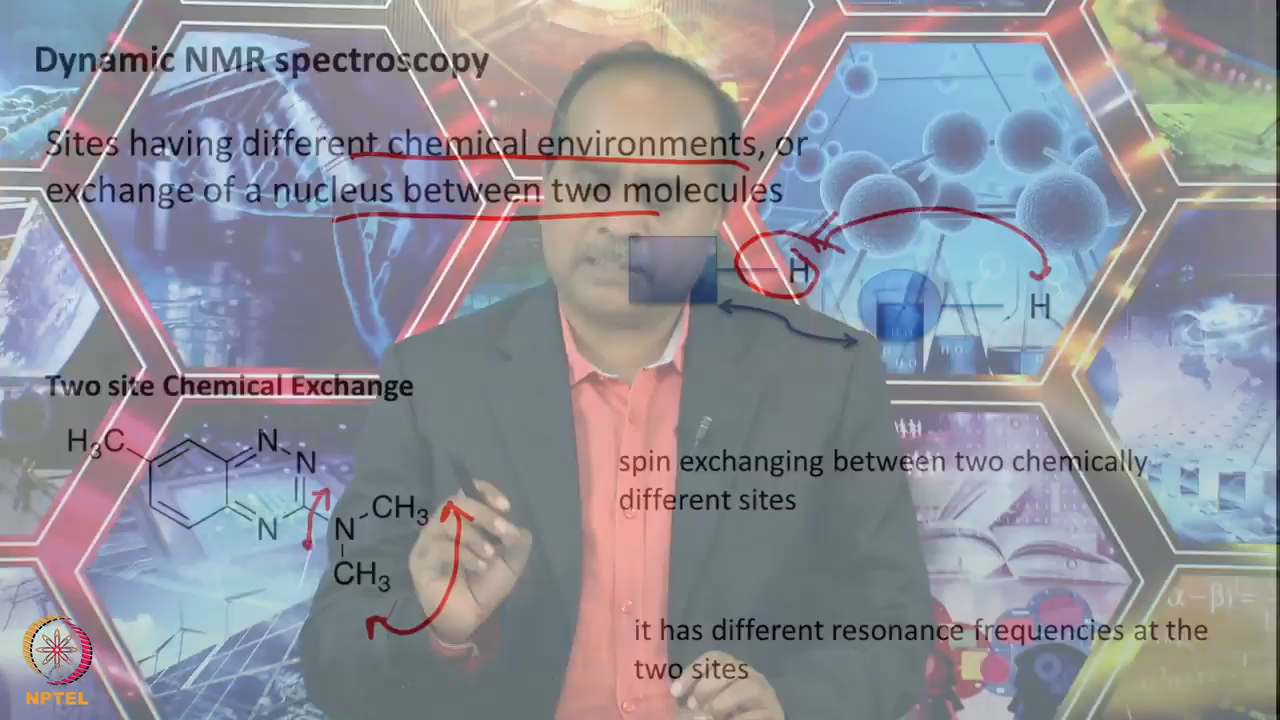 Dynamic NMR spectroscopy
Sites having different chemical environments, or
exchange of a nucleus between two molecules
H
H
Two site Chemical Exchange
H₃C
N
N
N
N
CH₃
CH₃
spin exchanging between two chemically
different sites
it has different resonance frequencies at the
two sites
H₂O
α-β) =
NPTEL